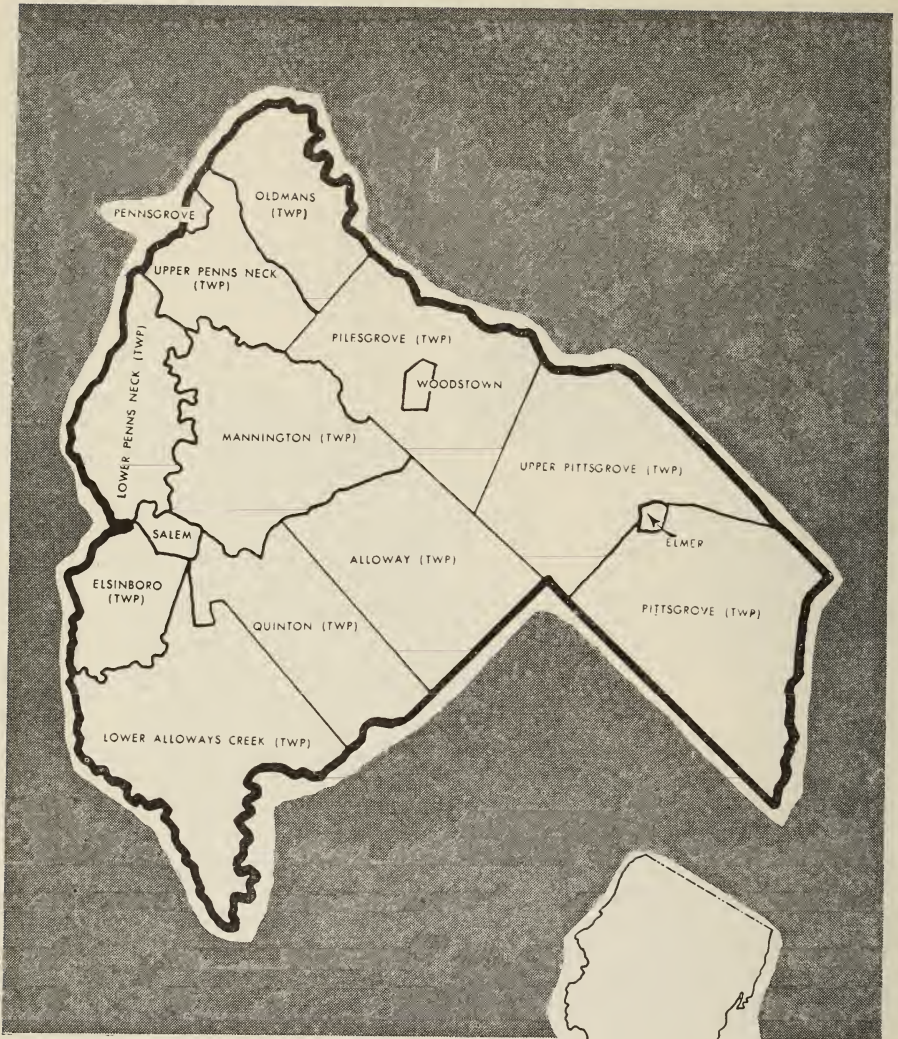 OLDMANS
(TWP)
PENNSGROVE
UPPER PENNS NECK
(TWP)
PILESGROVE (TWP)
LOWER PENNS NECK (TWP)
WOODSTOWN
MANNINGTON (TWP)
UPPER PITTSGROVE (TWP)
SALEM
ELMER
ALLOWAY (TWP)
ELSINBORO
(TWP)
PITTSGROVE (TWP)
QUINTON (TWP)
LOWER ALLOWAYS CREEK (TWP)